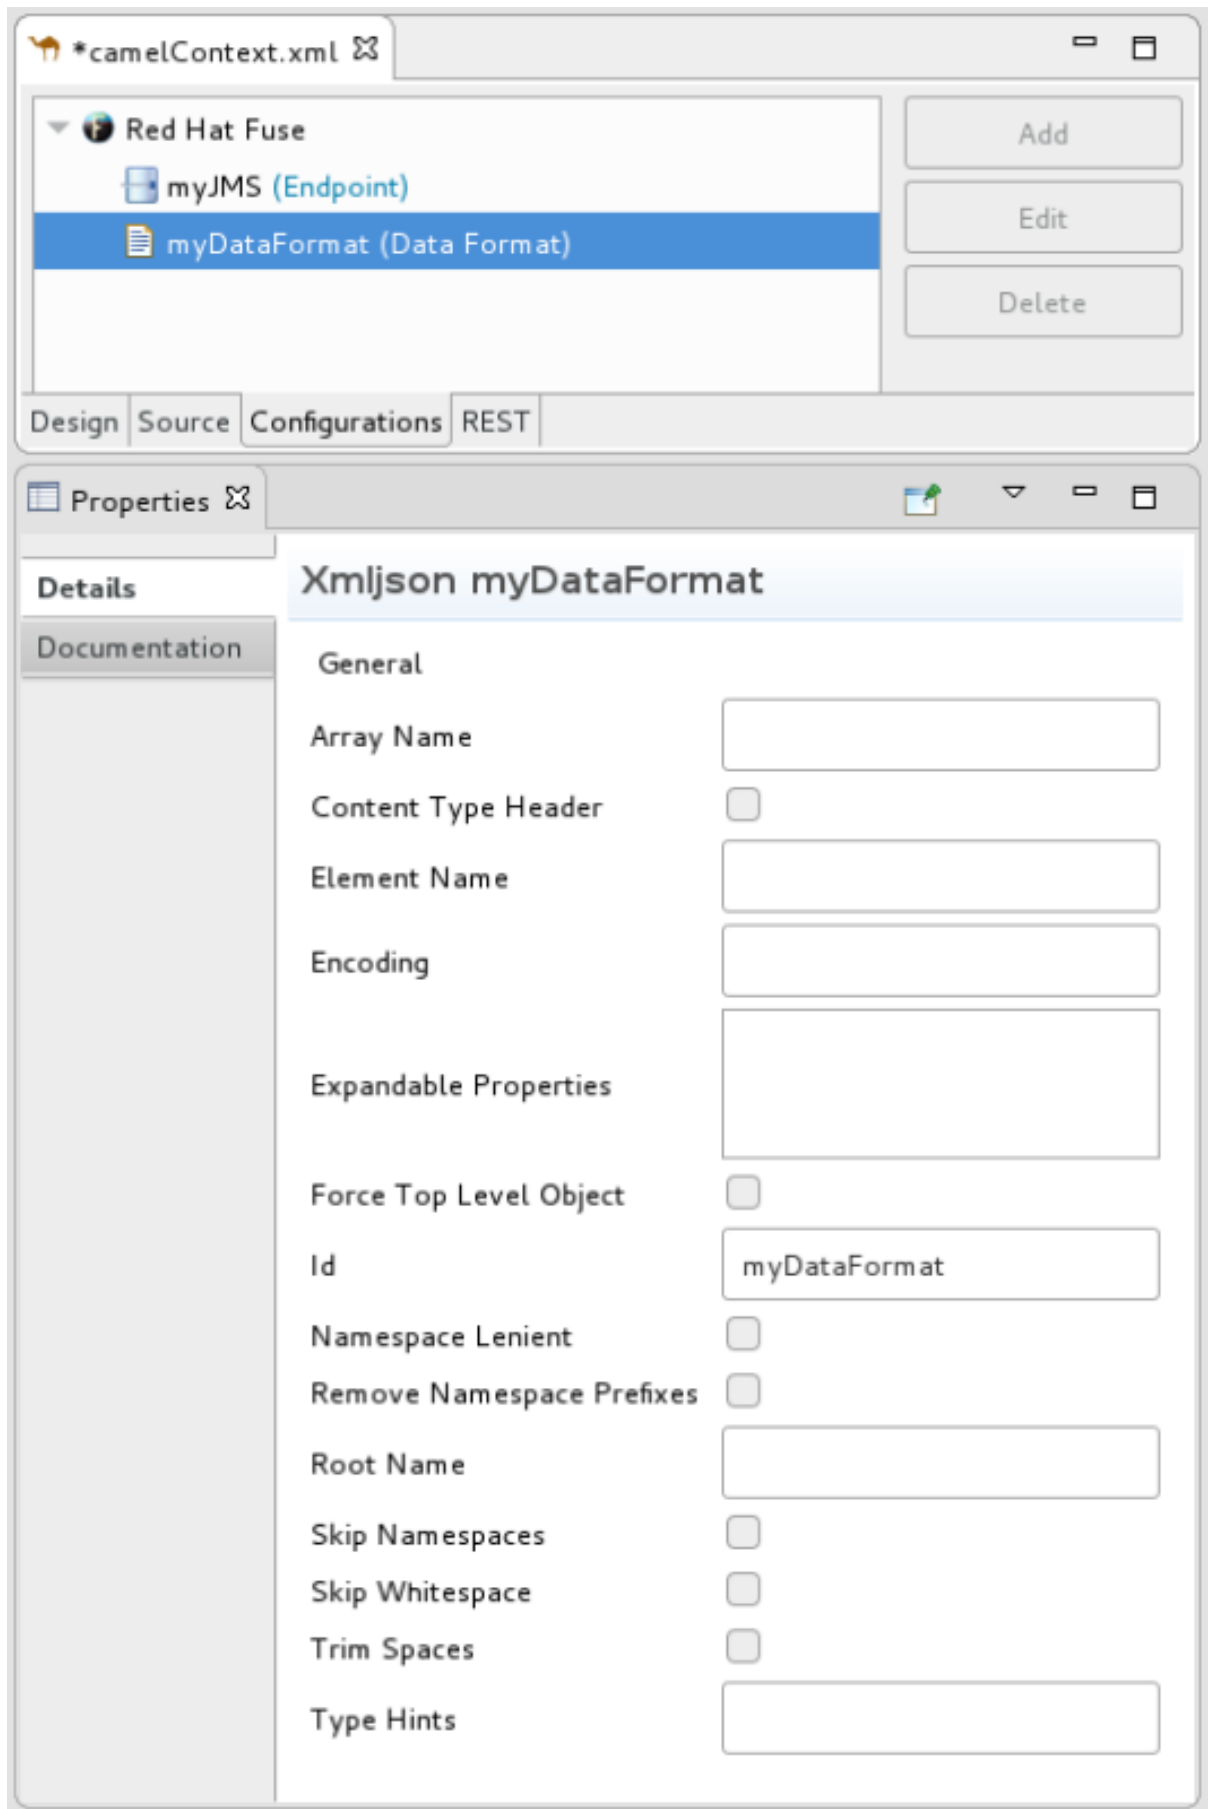 *camelContext.xml
Red Hat Fuse
Add
myJMS (Endpoint)
Edit
myDataFormat (Data Format)
Delete
Design Source Configurations REST
Properties
Details
Xmljson myDataFormat
Documentation
General
Array Name
Content Type Header
Element Name
Encoding
Expandable Properties
Force Top Level Object
Id myDataFormat
Namespace Lenient
Remove Namespace Prefixes
Root Name
Skip Namespaces
Skip Whitespace
Trim Spaces
Type Hints